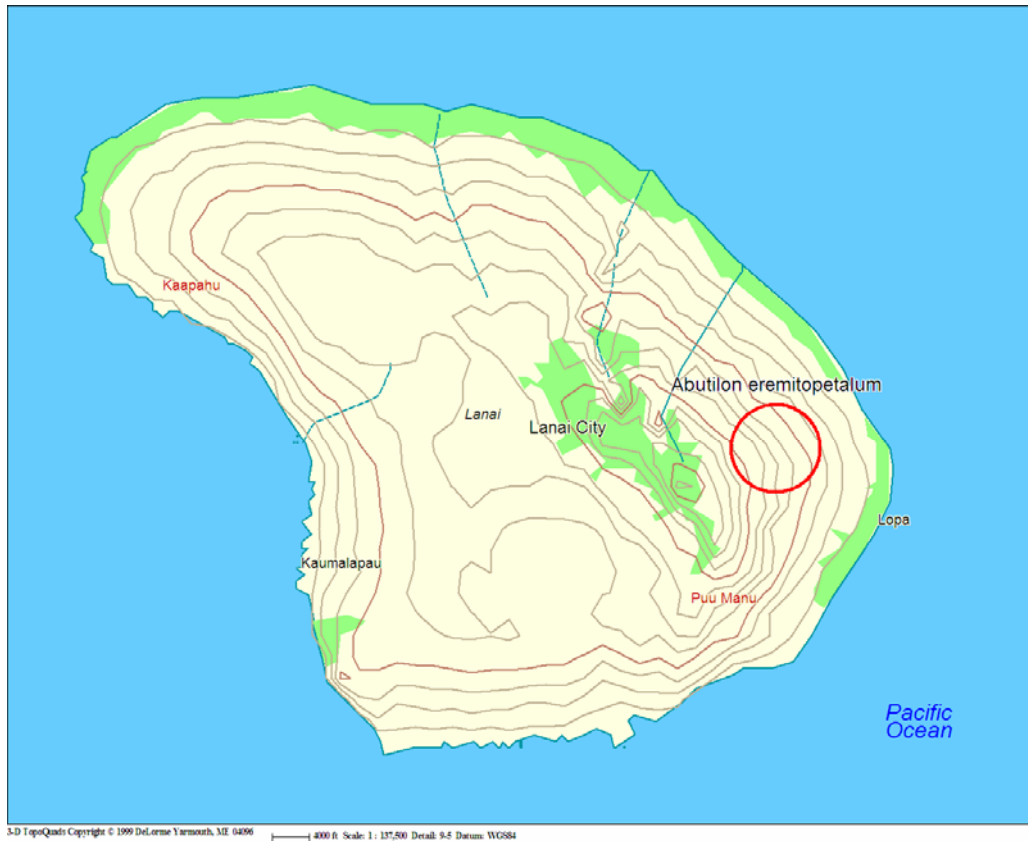 Kaapahu
Abutilon eremitopetalum
Lanai
Lanai City
Lopa
Kaumalapau
Puu Manu
Pacific
Ocean
3-D TopoQuads Copyright © 1999 DeLorme Yarmouth, ME 04096
4000 ft Scale: 1 : 137,500 Detail: 9-5 Datum: WGS84